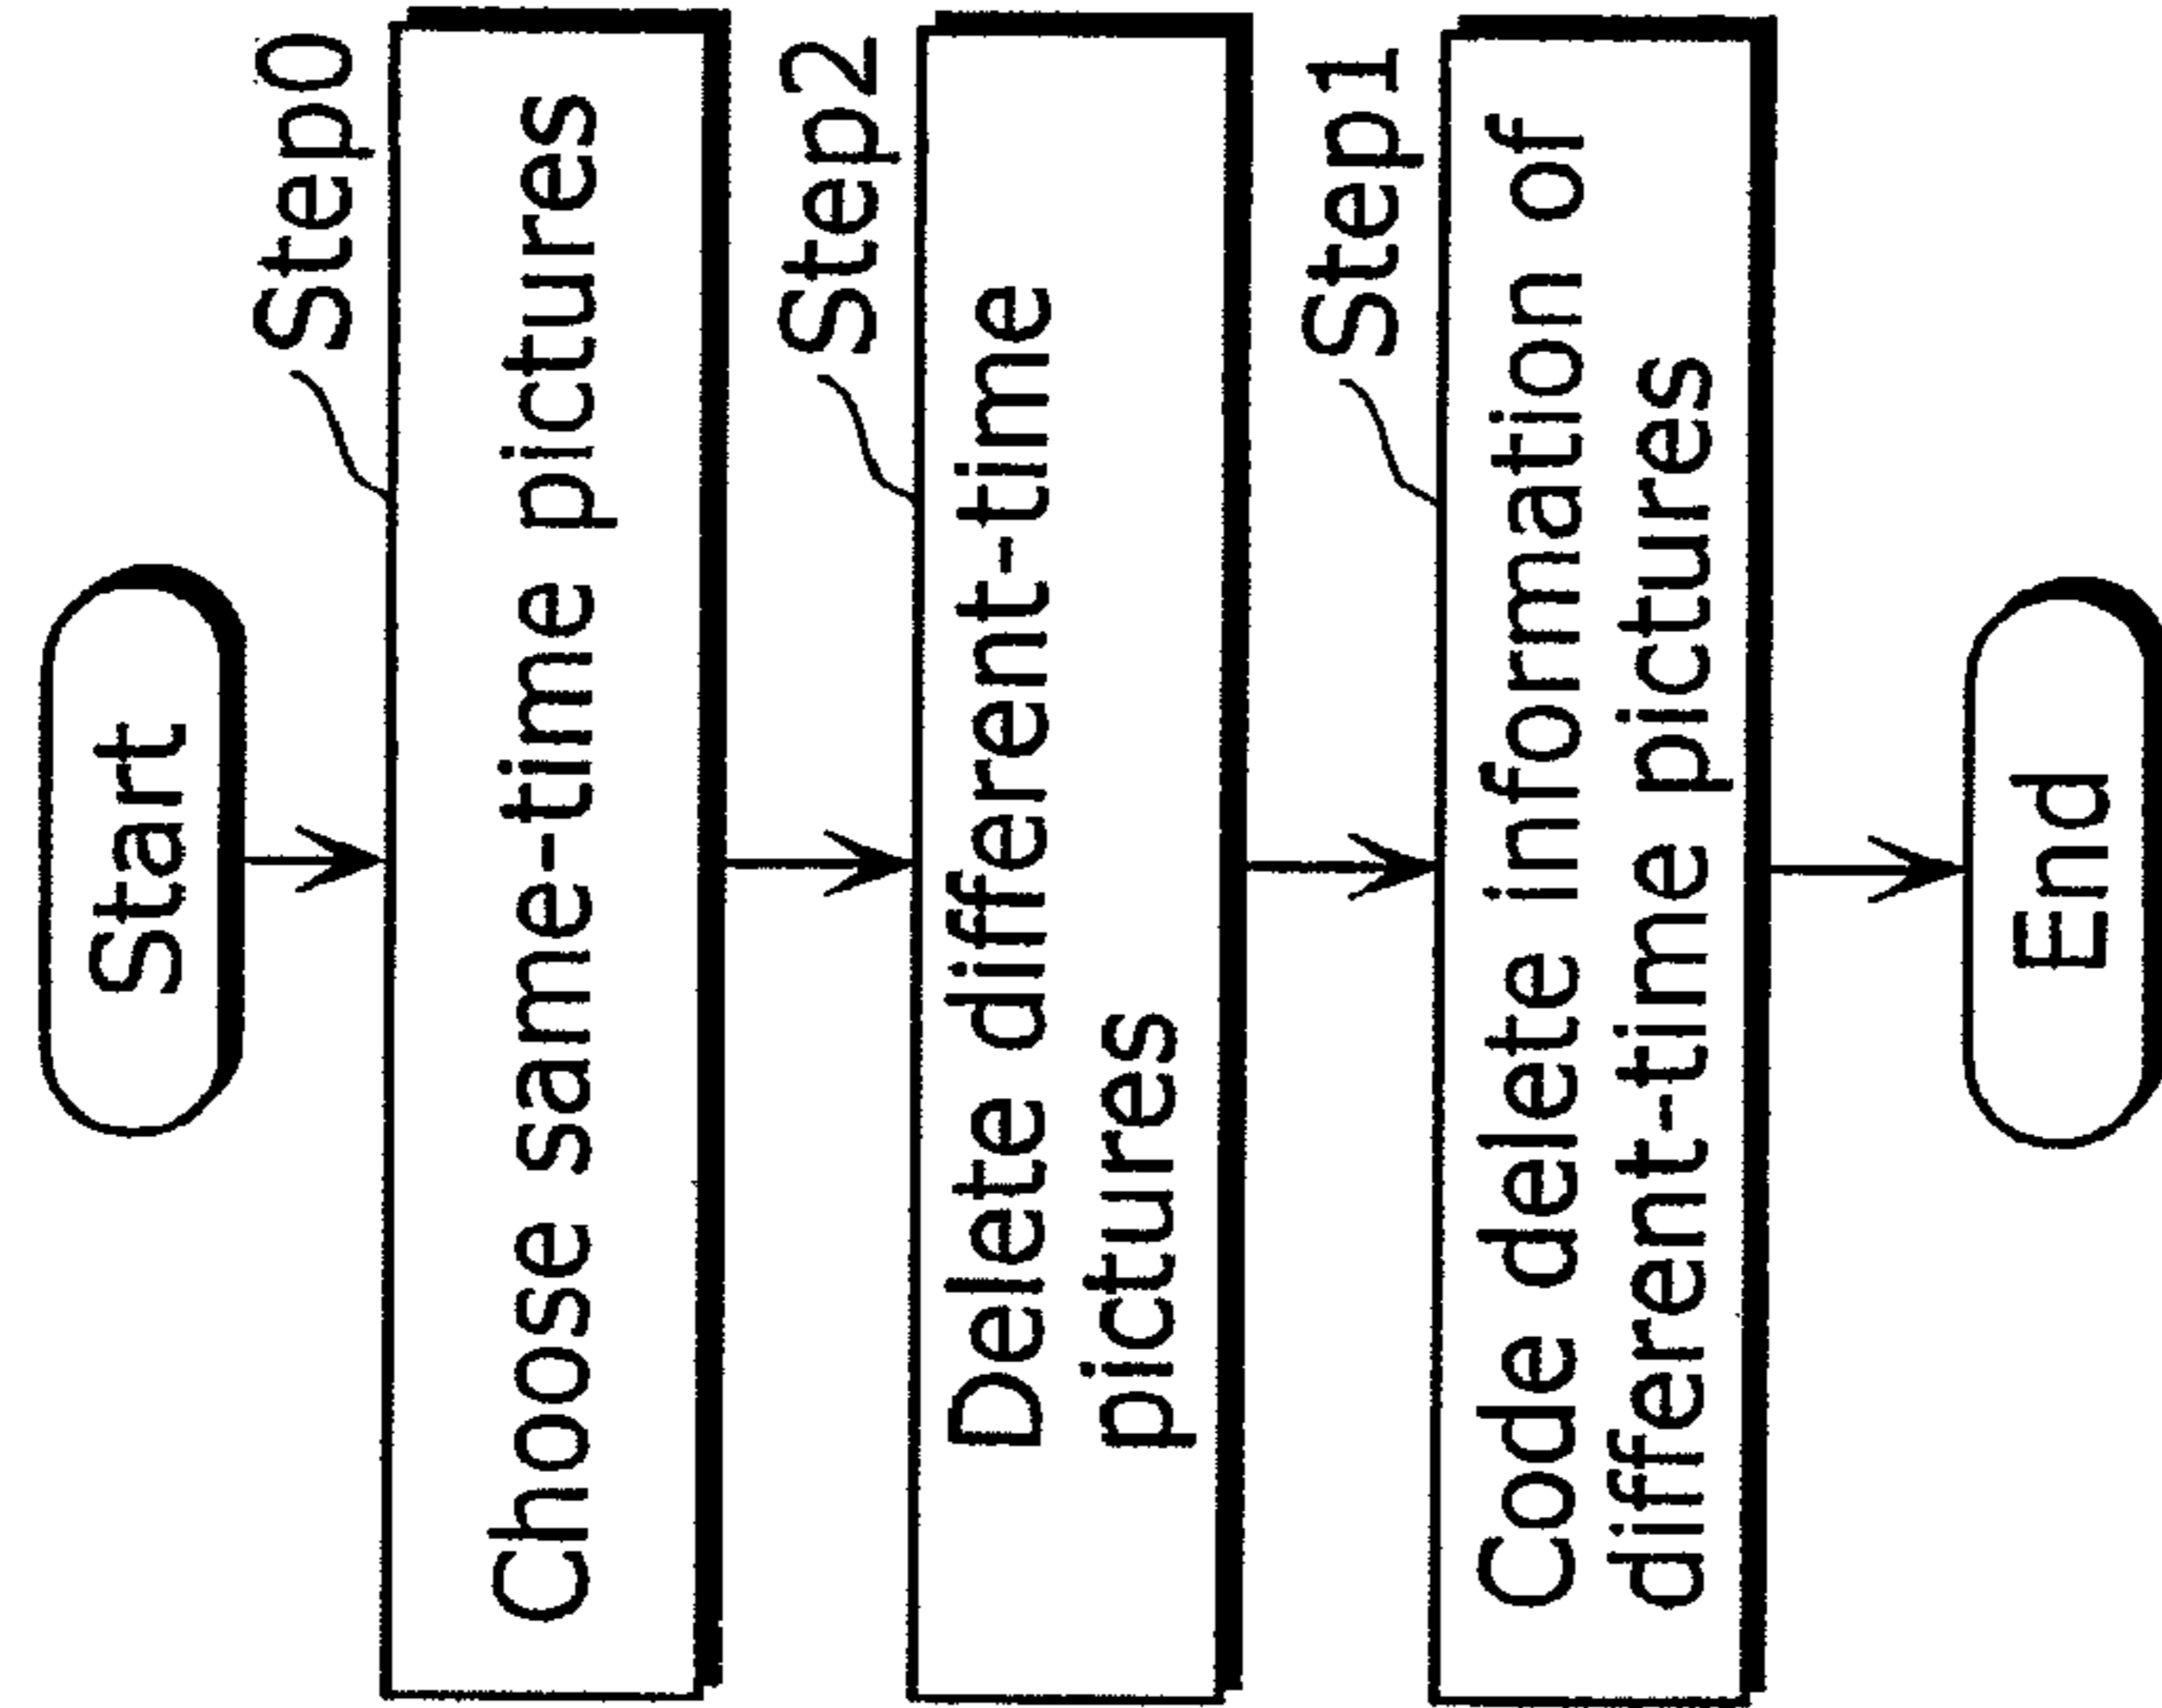 Start
Step0
Choose same-time pictures
Step2
Delete different-time
pictures
Step1
Code delete information of
different-time pictures
End